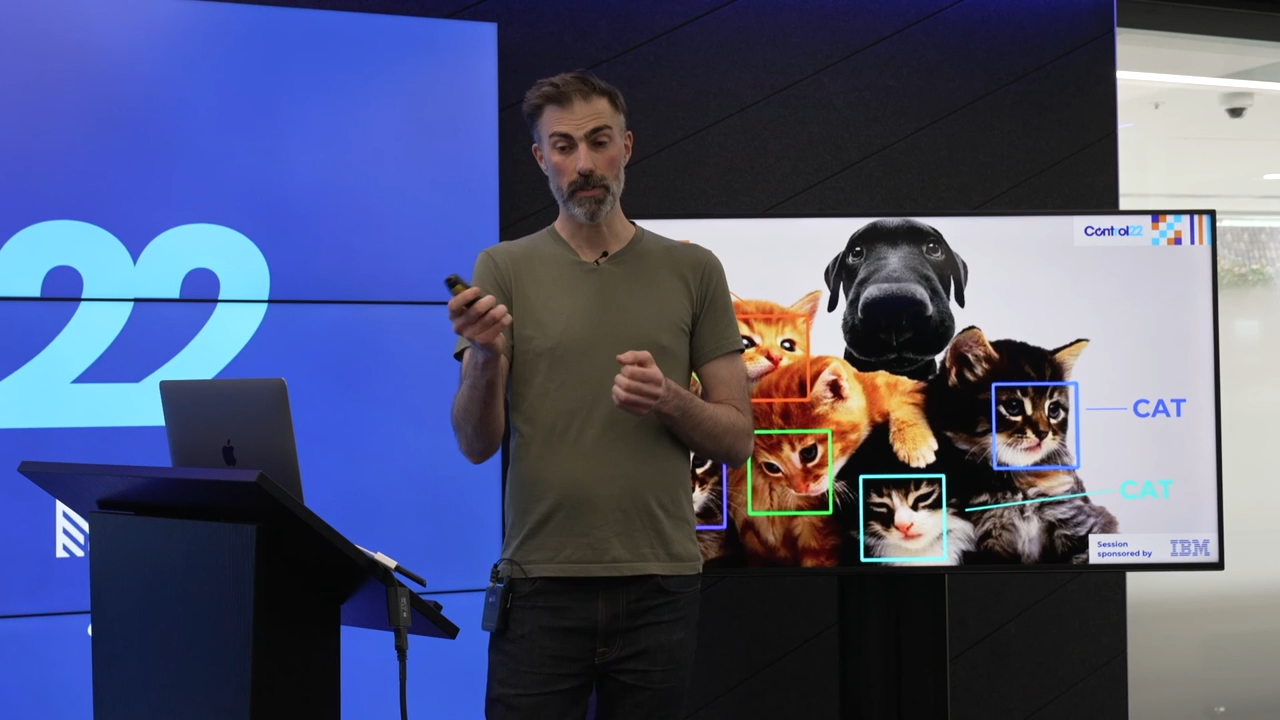 22
Control22
CAT
CAT
Session
sponsored by
IBM